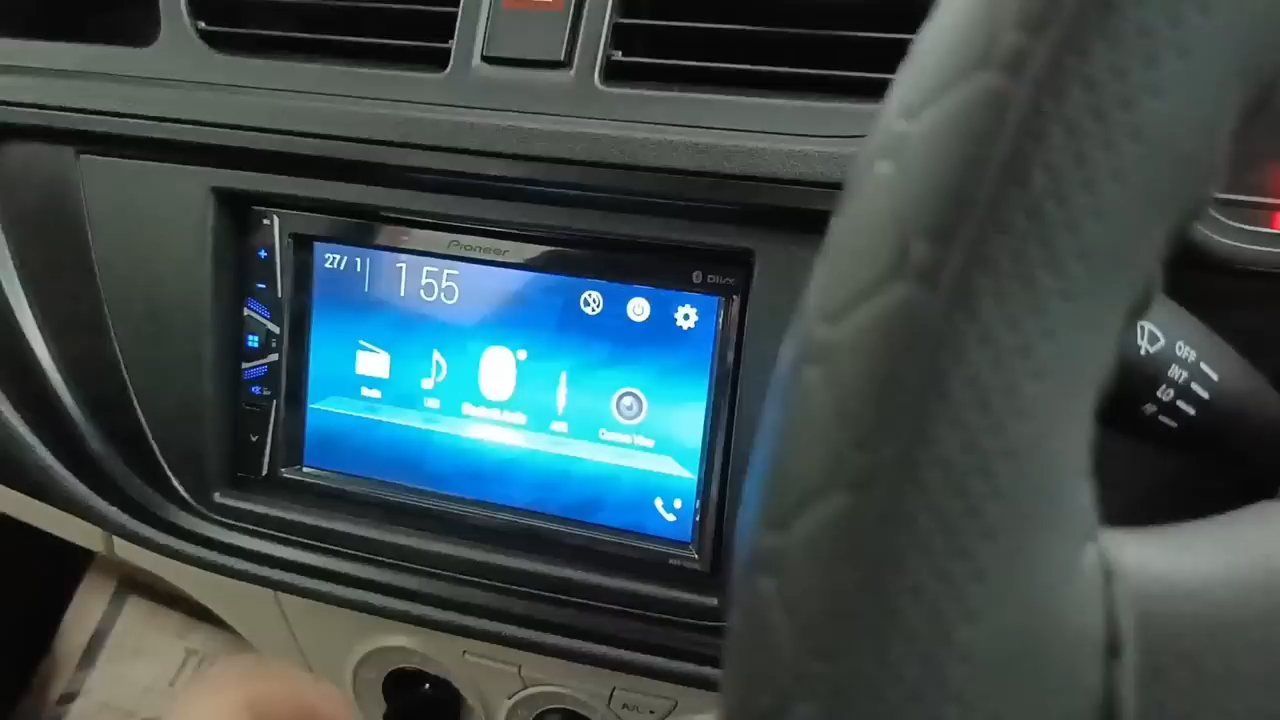 Pioneer
27/ 1
1 55
Radio
USB
Bluetooth Audio
AUX
Camera View
OFF
INT
LO
A/C